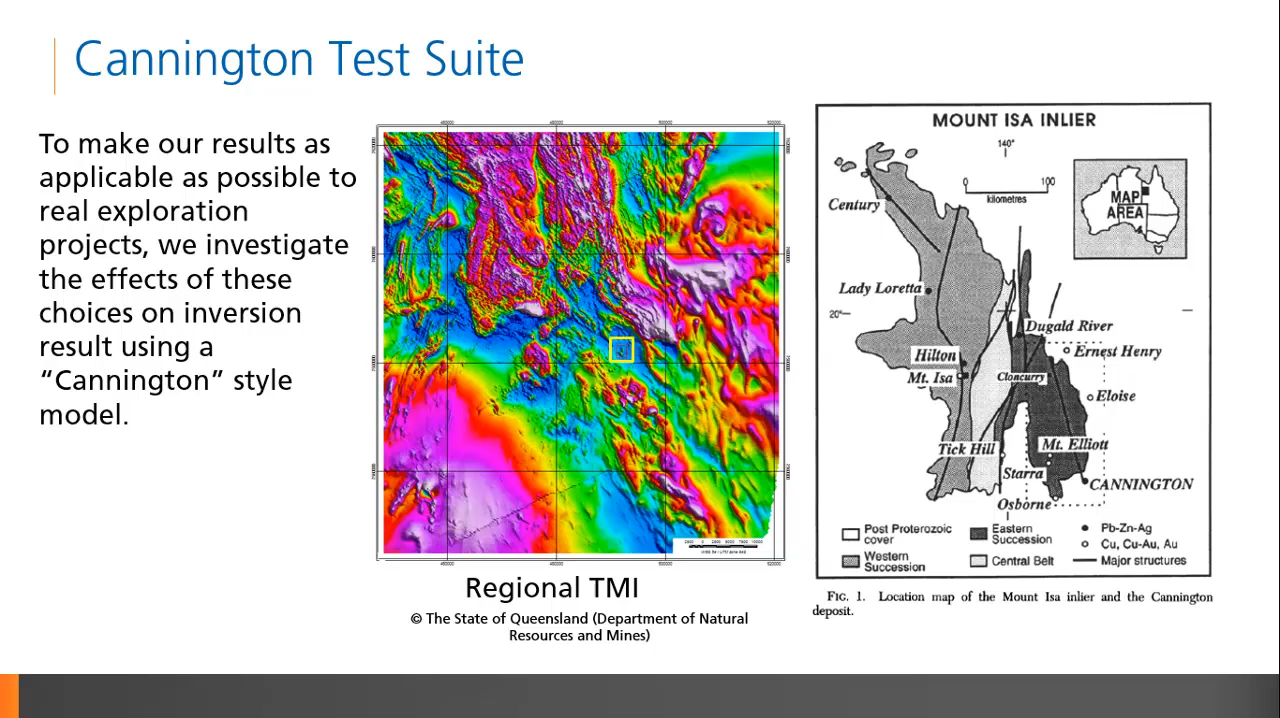 Cannington Test Suite
To make our results as
applicable as possible to
real exploration
projects, we investigate
the effects of these
choices on inversion
result using a
“Cannington” style
model.
Regional TMI
© The State of Queensland (Department of Natural
Resources and Mines)
MOUNT ISA INLIER
140°
0 100
kilometres
MAP
AREA
Century
Lady Loretta
20°
Dugald River
Hilton
Ernest Henry
Mt. Isa
Cloncurry
Eloise
Tick Hill
Mt. Elliott
Starra
CANNINGTON
Osborne
Post Proterozoic
cover
Western
Succession
Eastern
Succession
Central Belt
Pb-Zn-Ag
Cu, Cu-Au, Au
Major structures
FIG. 1. Location map of the Mount Isa inlier and the Cannington
deposit.